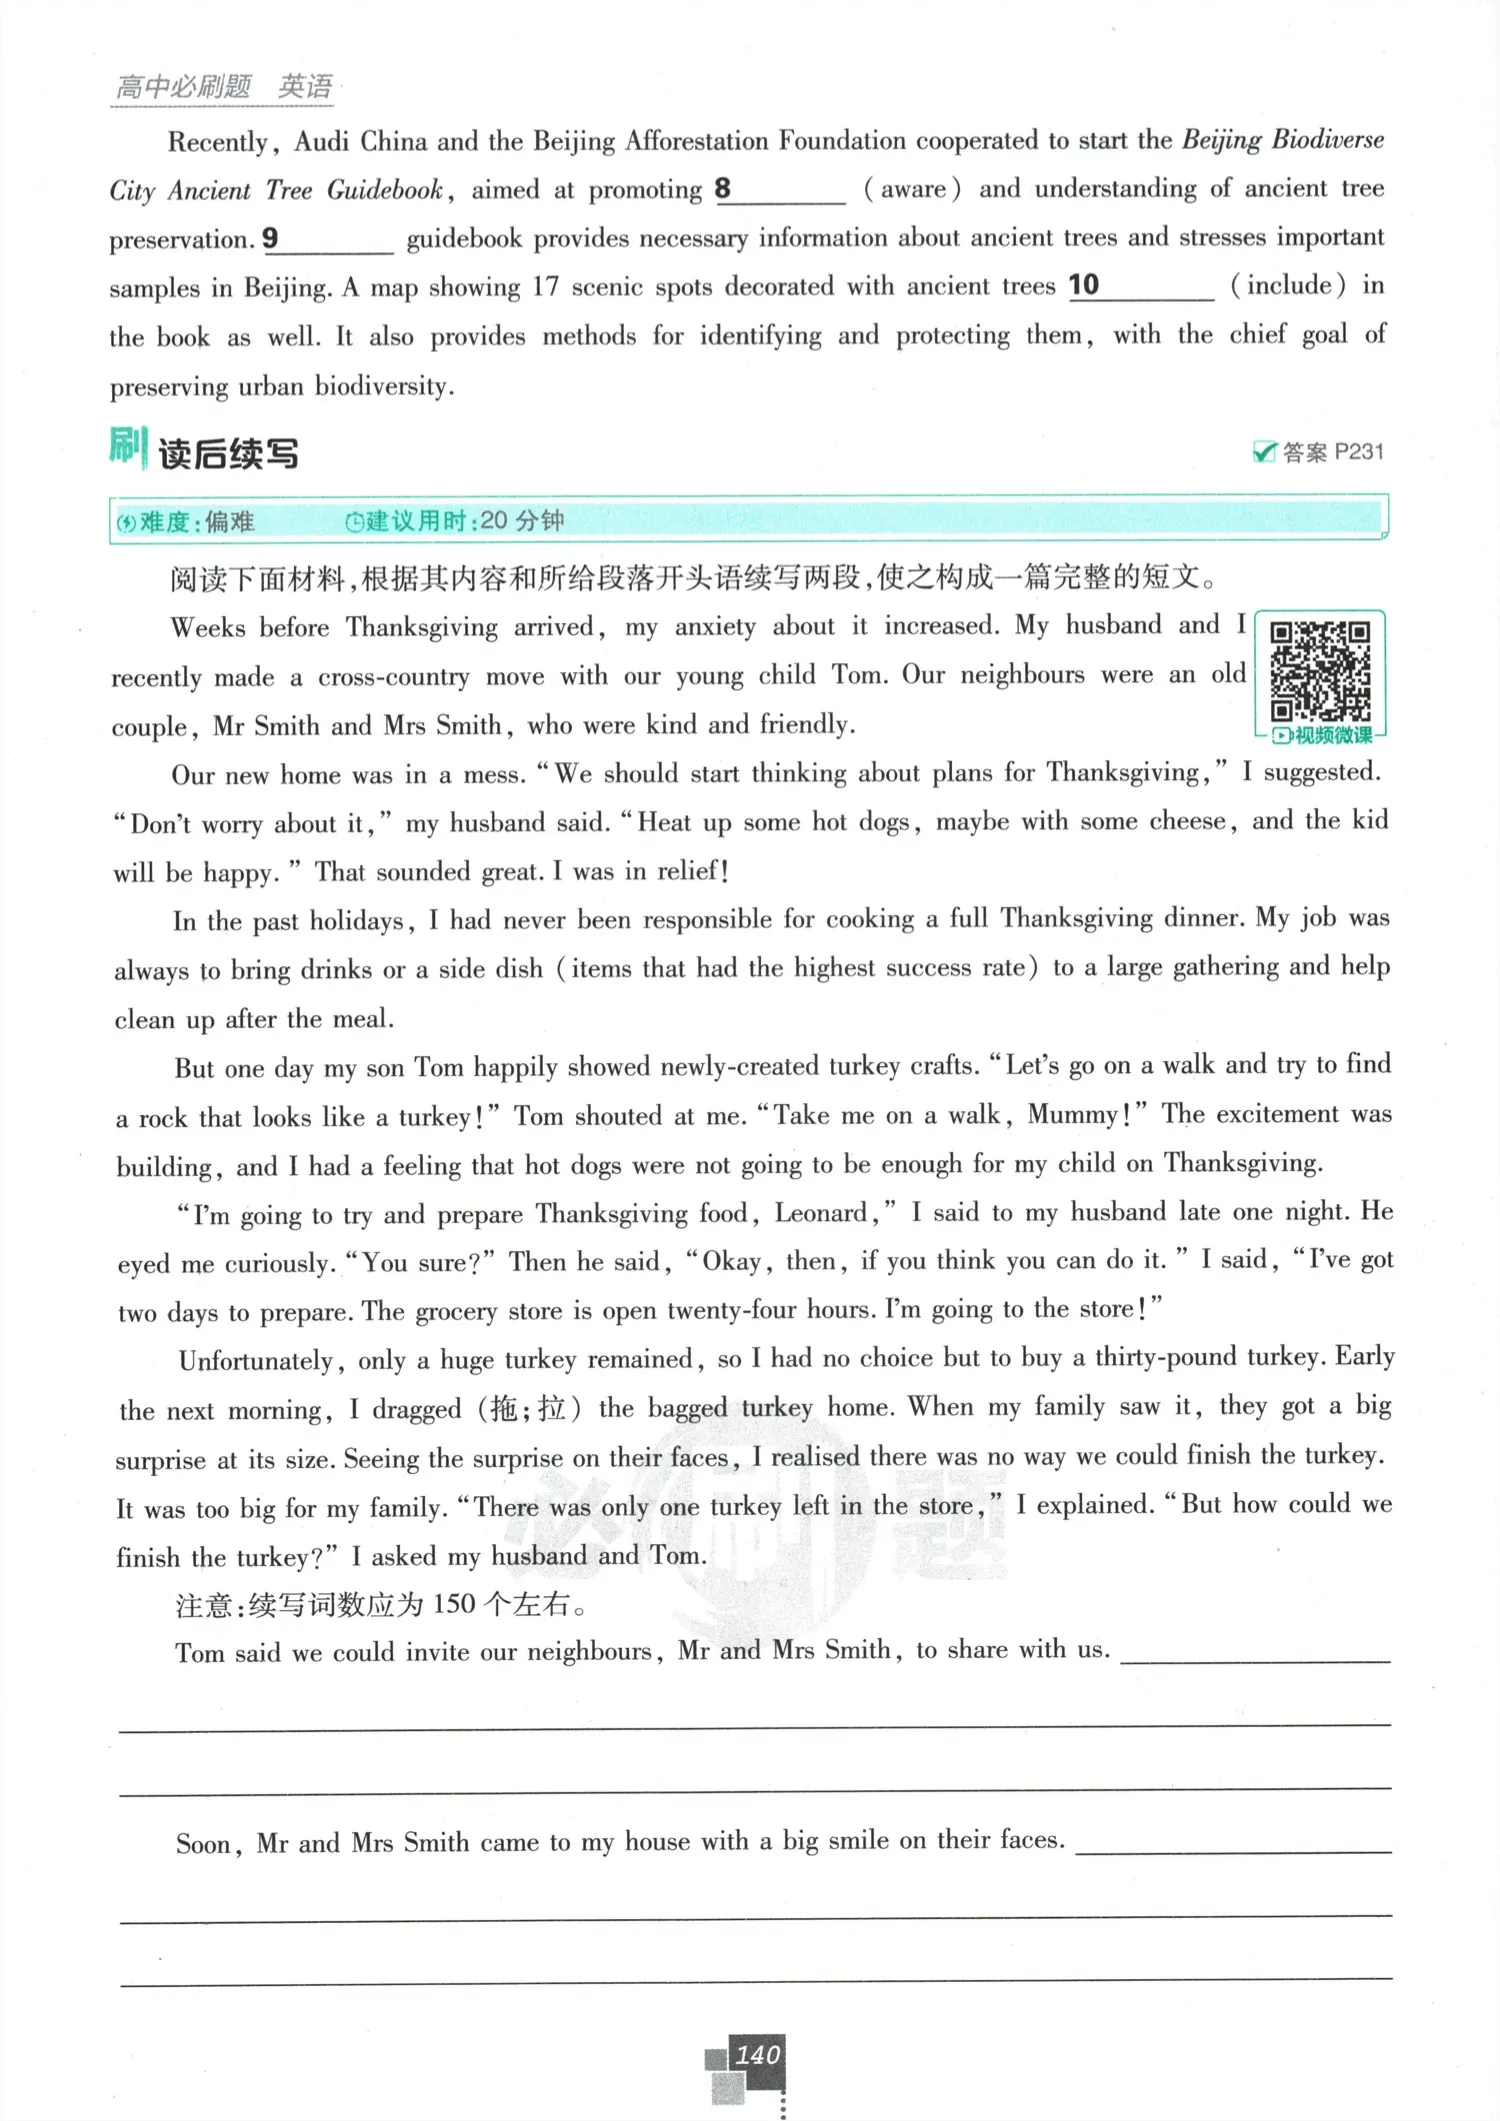 高中必刷题 英语
Recently, Audi China and the Beijing Afforestation Foundation cooperated to start the Beijing Biodiverse
City Ancient Tree Guidebook, aimed at promoting 8________ (aware) and understanding of ancient tree
preservation. 9________ guidebook provides necessary information about ancient trees and stresses important
samples in Beijing. A map showing 17 scenic spots decorated with ancient trees 10________ (include) in
the book as well. It also provides methods for identifying and protecting them, with the chief goal of
preserving urban biodiversity.
刷 读后续写 答案 P231
难度:偏难 建议用时:20 分钟
阅读下面材料,根据其内容和所给段落开头语续写两段,使之构成一篇完整的短文。
Weeks before Thanksgiving arrived, my anxiety about it increased. My husband and I
recently made a cross-country move with our young child Tom. Our neighbours were an old
couple, Mr Smith and Mrs Smith, who were kind and friendly.
视频微课
Our new home was in a mess. “We should start thinking about plans for Thanksgiving,” I suggested.
“Don't worry about it,” my husband said. “Heat up some hot dogs, maybe with some cheese, and the kid
will be happy.” That sounded great. I was in relief!
In the past holidays, I had never been responsible for cooking a full Thanksgiving dinner. My job was
always to bring drinks or a side dish (items that had the highest success rate) to a large gathering and help
clean up after the meal.
But one day my son Tom happily showed newly-created turkey crafts. “Let's go on a walk and try to find
a rock that looks like a turkey!” Tom shouted at me. “Take me on a walk, Mummy!” The excitement was
building, and I had a feeling that hot dogs were not going to be enough for my child on Thanksgiving.
“I'm going to try and prepare Thanksgiving food, Leonard,” I said to my husband late one night. He
eyed me curiously. “You sure?” Then he said, “Okay, then, if you think you can do it.” I said, “I've got
two days to prepare. The grocery store is open twenty-four hours. I'm going to the store!”
Unfortunately, only a huge turkey remained, so I had no choice but to buy a thirty-pound turkey. Early
the next morning, I dragged (拖;拉) the bagged turkey home. When my family saw it, they got a big
surprise at its size. Seeing the surprise on their faces, I realised there was no way we could finish the turkey.
It was too big for my family. “There was only one turkey left in the store,” I explained. “But how could we
finish the turkey?” I asked my husband and Tom.
必刷题
注意:续写词数应为 150 个左右。
Tom said we could invite our neighbours, Mr and Mrs Smith, to share with us.
Soon, Mr and Mrs Smith came to my house with a big smile on their faces.
140